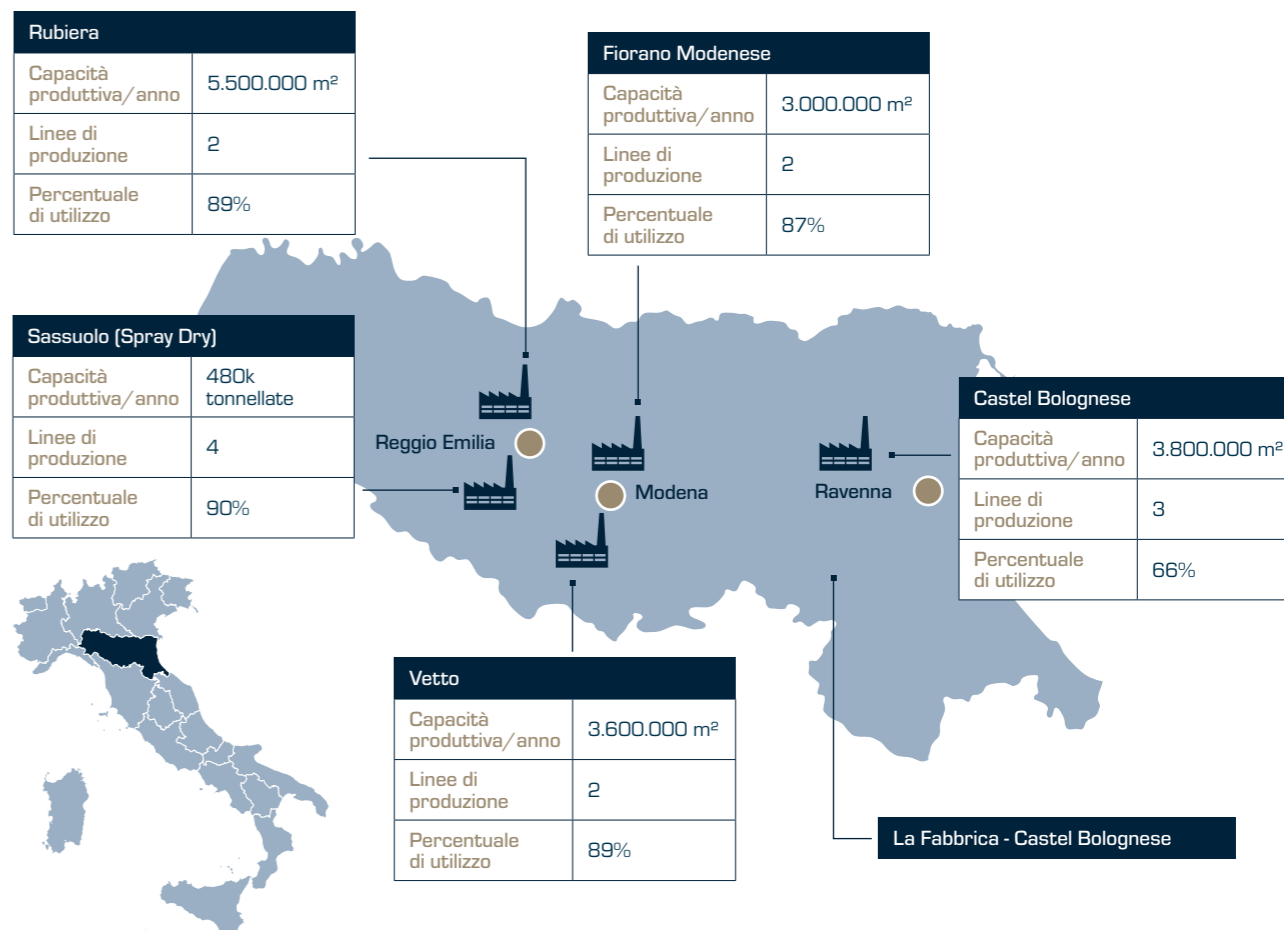 Rubiera
Capacità
produttiva/anno
5.500.000 m²
Linee di
produzione
2
Percentuale
di utilizzo
89%
Fiorano Modenese
Capacità
produttiva/anno
3.000.000 m²
Linee di
produzione
2
Percentuale
di utilizzo
87%
Sassuolo (Spray Dry)
Capacità
produttiva/anno
480k
tonnellate
Linee di
produzione
4
Percentuale
di utilizzo
90%
Reggio Emilia
Modena
Ravenna
Castel Bolognese
Capacità
produttiva/anno
3.800.000 m²
Linee di
produzione
3
Percentuale
di utilizzo
66%
Vetto
Capacità
produttiva/anno
3.600.000 m²
Linee di
produzione
2
Percentuale
di utilizzo
89%
La Fabbrica - Castel Bolognese